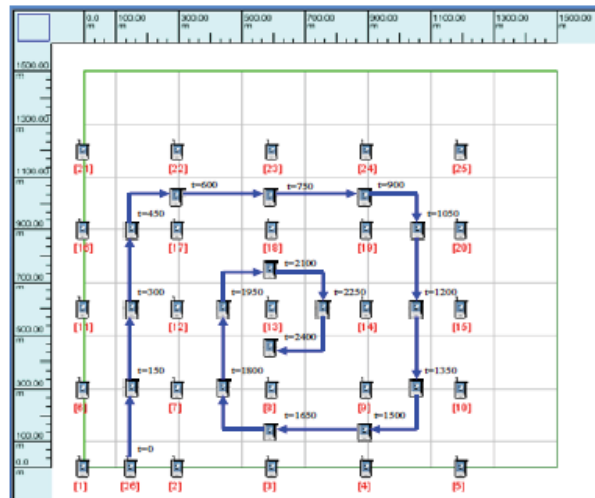 0.0 100.00 300.00 500.00 700.00 900.00 1100.00 1300.00 1500.00
m m m m m m m m m
1500.00
m
1300.00
m
[21] [22] [23] [24] [25]
1100.00
m
t=600 t=750 t=900
t=450 t=1050
900.00
m
[16] [17] [18] [19] [20]
t=2100
700.00
m
t=300 t=1950 t=2250 t=1200
[11] [12] [13] [14] [15]
500.00
m
t=2400
t=150 t=1800 t=1350
300.00
m
[6] [7] [8] [9] [10]
t=1650 t=1500
100.00
m
t=0
0.0
m
[1] [26] [2] [3] [4] [5]